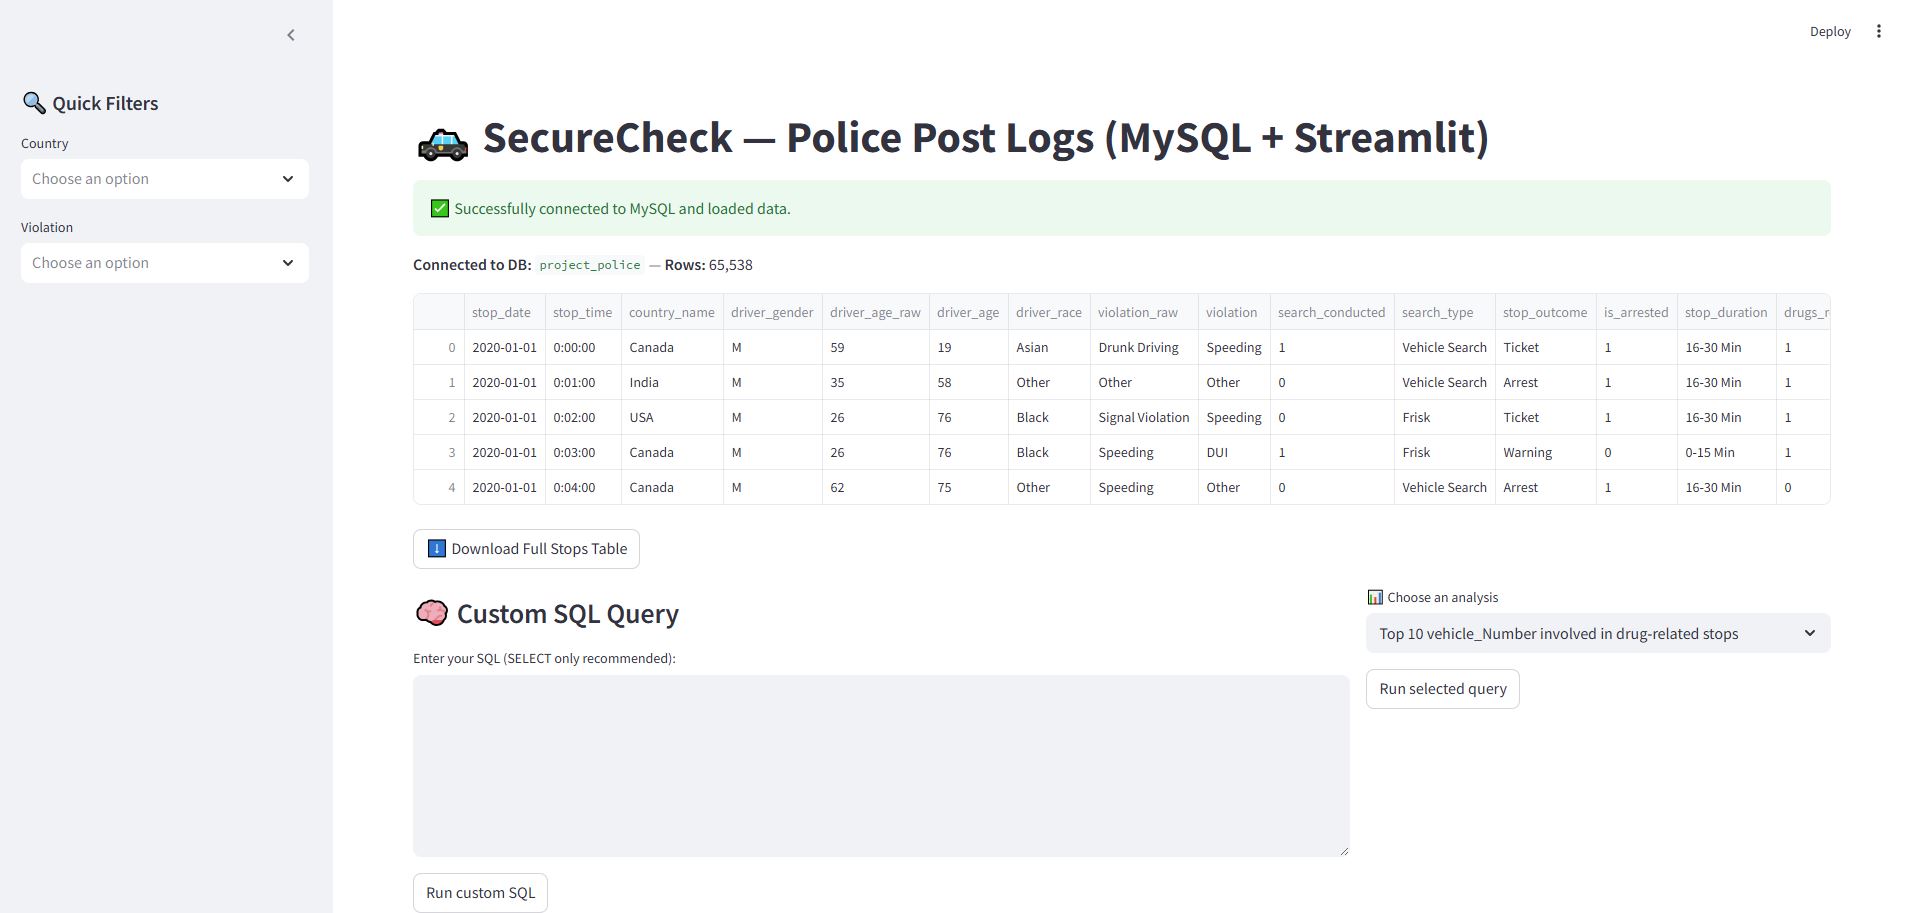 Deploy
🔍 Quick Filters
Country
Choose an option
Violation
Choose an option
🚓 SecureCheck — Police Post Logs (MySQL + Streamlit)
✅ Successfully connected to MySQL and loaded data.
Connected to DB: project_police — Rows: 65,538
stop_date stop_time country_name driver_gender driver_age_raw driver_age driver_race violation_raw violation search_conducted search_type stop_outcome is_arrested stop_duration drugs_r
0 2020-01-01 0:00:00 Canada M 59 19 Asian Drunk Driving Speeding 1 Vehicle Search Ticket 1 16-30 Min 1
1 2020-01-01 0:01:00 India M 35 58 Other Other Other 0 Vehicle Search Arrest 1 16-30 Min 1
2 2020-01-01 0:02:00 USA M 26 76 Black Signal Violation Speeding 0 Frisk Ticket 1 16-30 Min 1
3 2020-01-01 0:03:00 Canada M 26 76 Black Speeding DUI 1 Frisk Warning 0 0-15 Min 1
4 2020-01-01 0:04:00 Canada M 62 75 Other Speeding Other 0 Vehicle Search Arrest 1 16-30 Min 0
⬇️ Download Full Stops Table
🧠 Custom SQL Query
Enter your SQL (SELECT only recommended):
Run custom SQL
📊 Choose an analysis
Top 10 vehicle_Number involved in drug-related stops
Run selected query